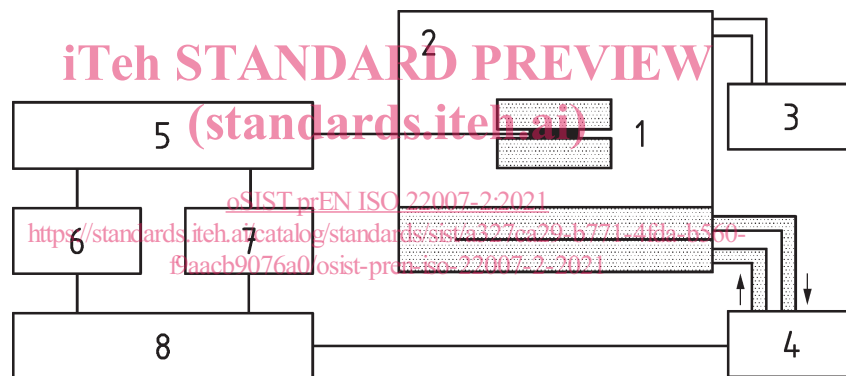 iTeh STANDARD PREVIEW
(standards.iteh.ai)
oSIST prEN ISO 22007-2:2021
https://standards.iteh.ai/catalog/standards/sist/a327ca29-b771-4fda-b560-
f9aacb9076a0/osist-pren-iso-22007-2-2021
2
3
1
5
6
7
8
4